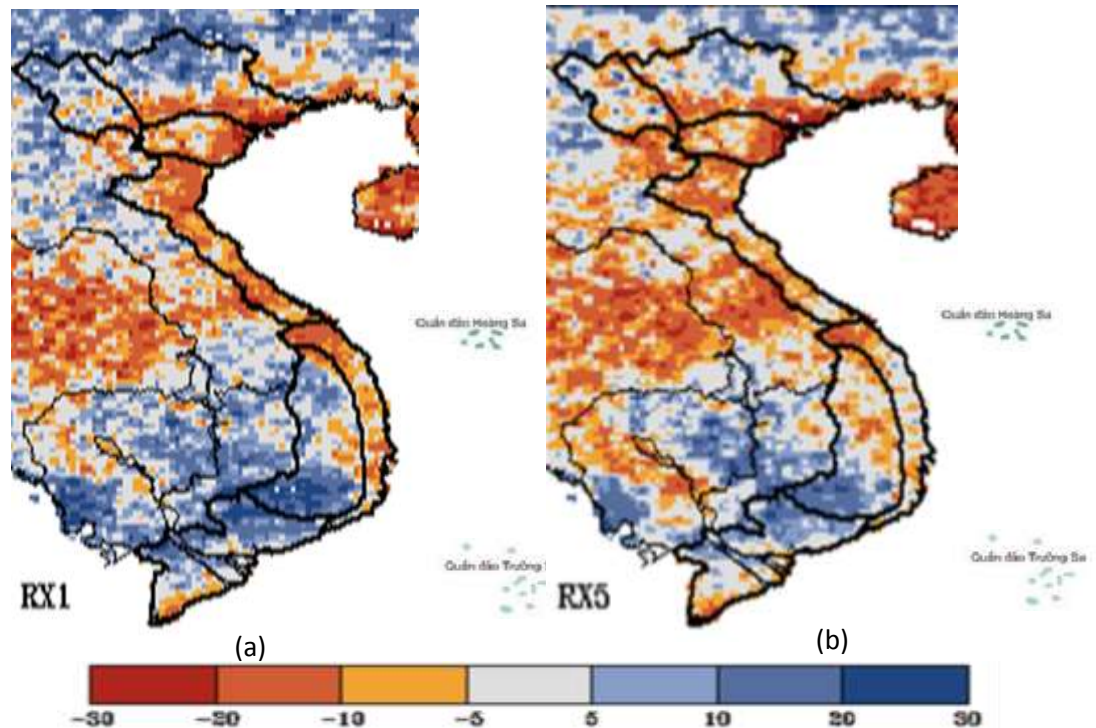 Quần đảo Hoàng Sa
Quần đảo Hoàng Sa
Quần đảo Trường S
Quần đảo Trường Sa
RX1
RX5
(a)
(b)
-30 -20 -10 -5 5 10 20 30